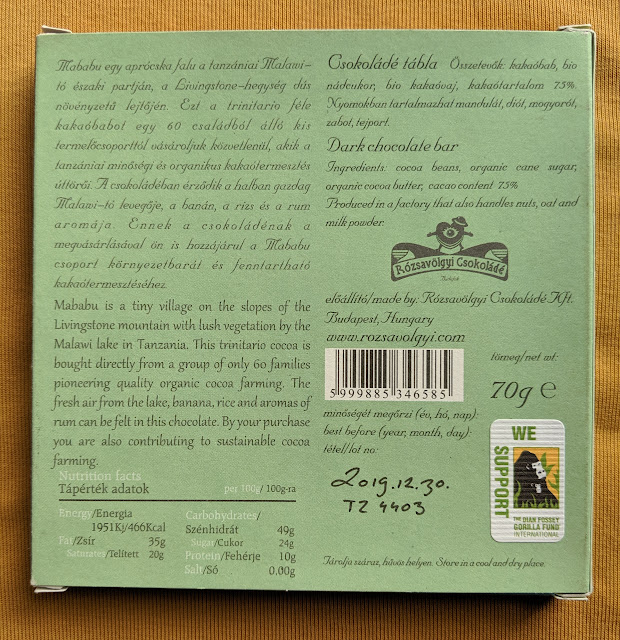 Mababu egy aprócska falu a tanzániai Malawi-
tó északi partján, a Livingstone-hegység dús
növényzetű lejtőjén. Ezt a trinitario féle
kakaóbabot egy 60 családból álló kis
termelőcsoporttól vásároljuk közvetlenül, akik a
tanzániai minőségi és organikus kakaótermesztés
úttörői. A csokoládéban érződik a halban gazdag
Malawi-tó levegője, a banán, a rizs és a rum
aromája. Ennek a csokoládénak a
megvásárlásával ön is hozzájárul a Mababu
csoport környezetbarát és fenntartható
kakaótermesztéséhez.
Mababu is a tiny village on the slopes of the
Livingstone mountain with lush vegetation by the
Malawi lake in Tanzania. This trinitario cocoa is
bought directly from a group of only 60 families
pioneering quality organic cocoa farming. The
fresh air from the lake, banana, rice and aromas of
rum can be felt in this chocolate. By your purchase
you are also contributing to sustainable cocoa
farming.
Nutrition facts
Tápérték adatok per 100g/ 100g-ra
Energy/Energia
1951Kj/466Kcal
Fat/Zsír 35g
Saturates/Telített 20g
Carbohydrates/
Szénhidrát 49g
Sugar/Cukor 24g
Protein/Fehérje 10g
Salt/Só 0.00g
Csokoládé tábla Összetevők: kakaóbab, bio
nádcukor, bio kakaóvaj, kakaótartalom 75%
Nyomokban tartalmazhat mandulát, diót, mogyorót,
zabot, tejport.
Dark chocolate bar
Ingredients: cocoa beans, organic cane sugar,
organic cocoa butter, cacao content 75%
Produced in a factory that also handles nuts, oat and
milk powder.
Rózsavölgyi Csokoládé
előállító/made by: Rózsavölgyi Csokoládé Kft.
Budapest, Hungary
www.rozsavolgyi.com
tömeg/net wt:
70g e
5999885 346585
minőségét megőrzi (év, hó, nap):
best before (year, month, day):
tétel/lot no:
2019.12.30.
TZ 4403
WE SUPPORT
THE DIAN FOSSEY
GORILLA FUND
INTERNATIONAL
Tárolja száraz, hűvös helyen. Store in a cool and dry place.